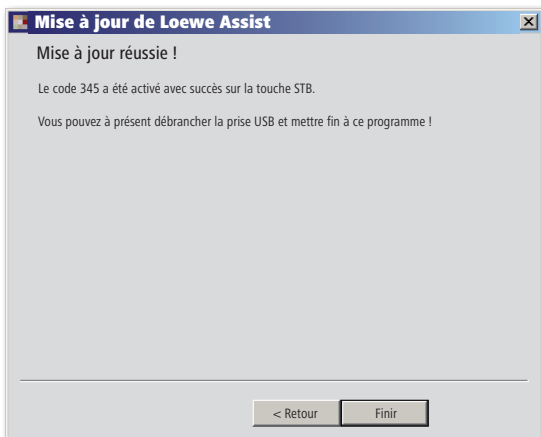 Mise à jour de Loewe Assist
Mise à jour réussie !
Le code 345 a été activé avec succès sur la touche STB.
Vous pouvez à présent débrancher la prise USB et mettre fin à ce programme !
< Retour
Finir